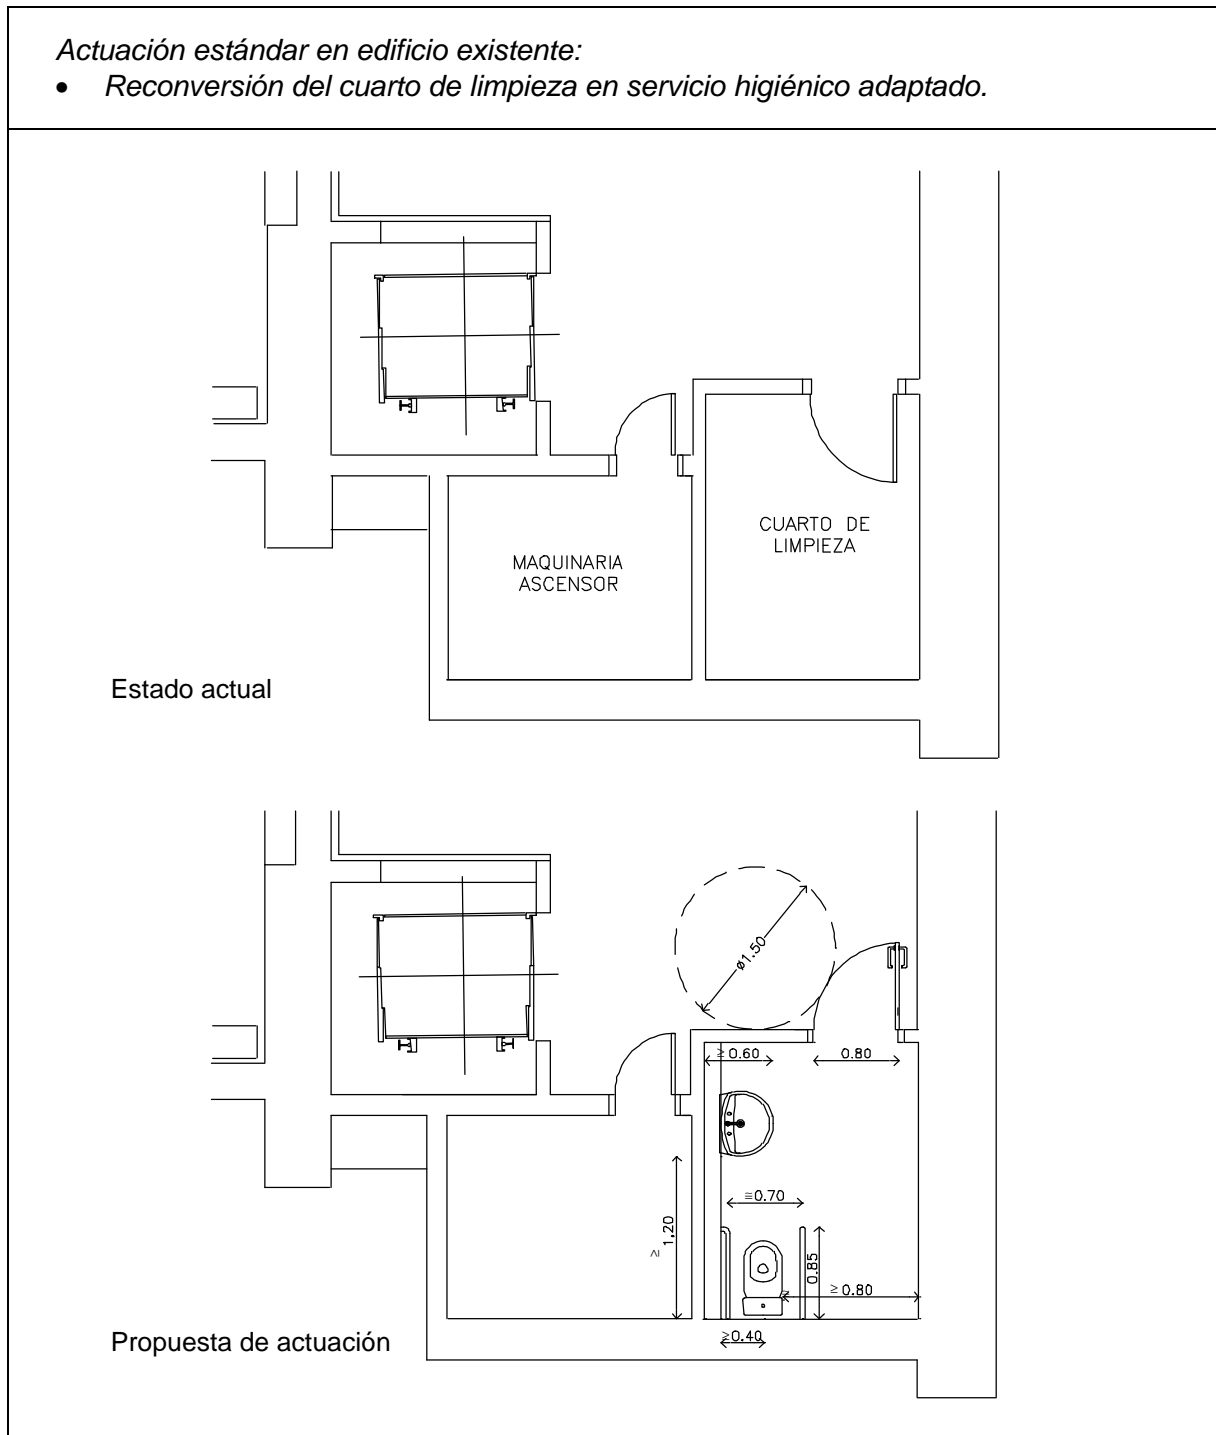 Actuación estándar en edificio existente:
• Reconversión del cuarto de limpieza en servicio higiénico adaptado.
CUARTO DE
LIMPIEZA
MAQUINARIA
ASCENSOR
Estado actual
ø1.50
≥0.60
0.80
≅0.70
≥1,20
0.85
≥0.80
≥0.40
Propuesta de actuación